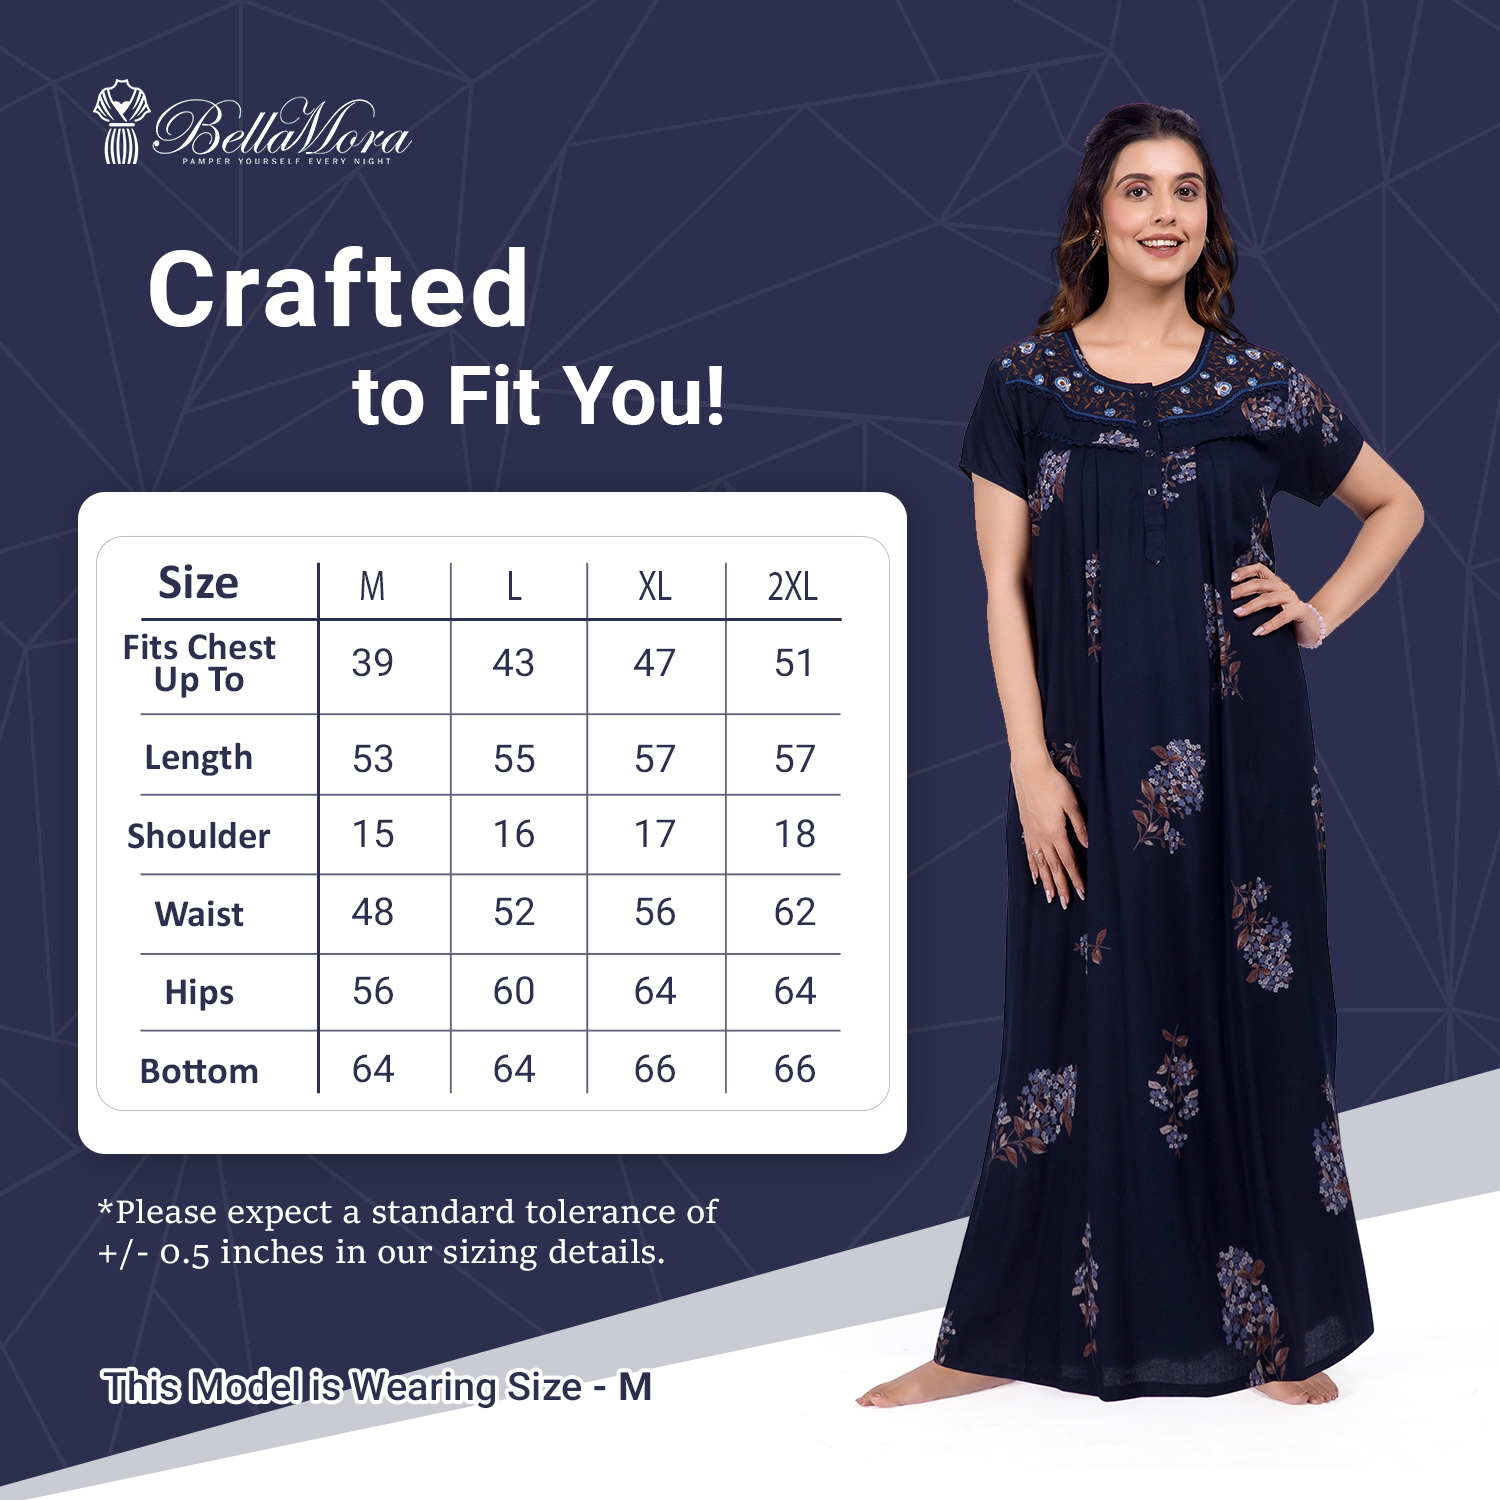 BellaMora
PAMPER YOURSELF EVERY NIGHT
Crafted
to Fit You!
Size M L XL 2XL
Fits Chest
Up To 39 43 47 51
Length 53 55 57 57
Shoulder 15 16 17 18
Waist 48 52 56 62
Hips 56 60 64 64
Bottom 64 64 66 66
*Please expect a standard tolerance of
+/- 0.5 inches in our sizing details.
This Model is Wearing Size - M